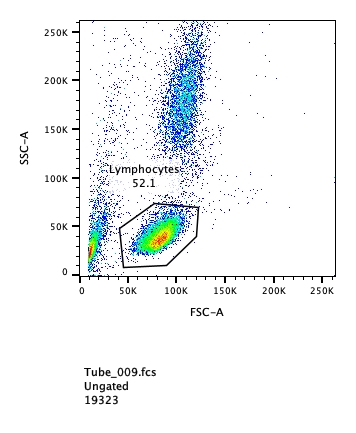 250K
200K
150K
100K
50K
0
SSC-A
Lymphocytes
52.1
0 50K 100K 150K 200K 250K
FSC-A
Tube_009.fcs
Ungated
19323